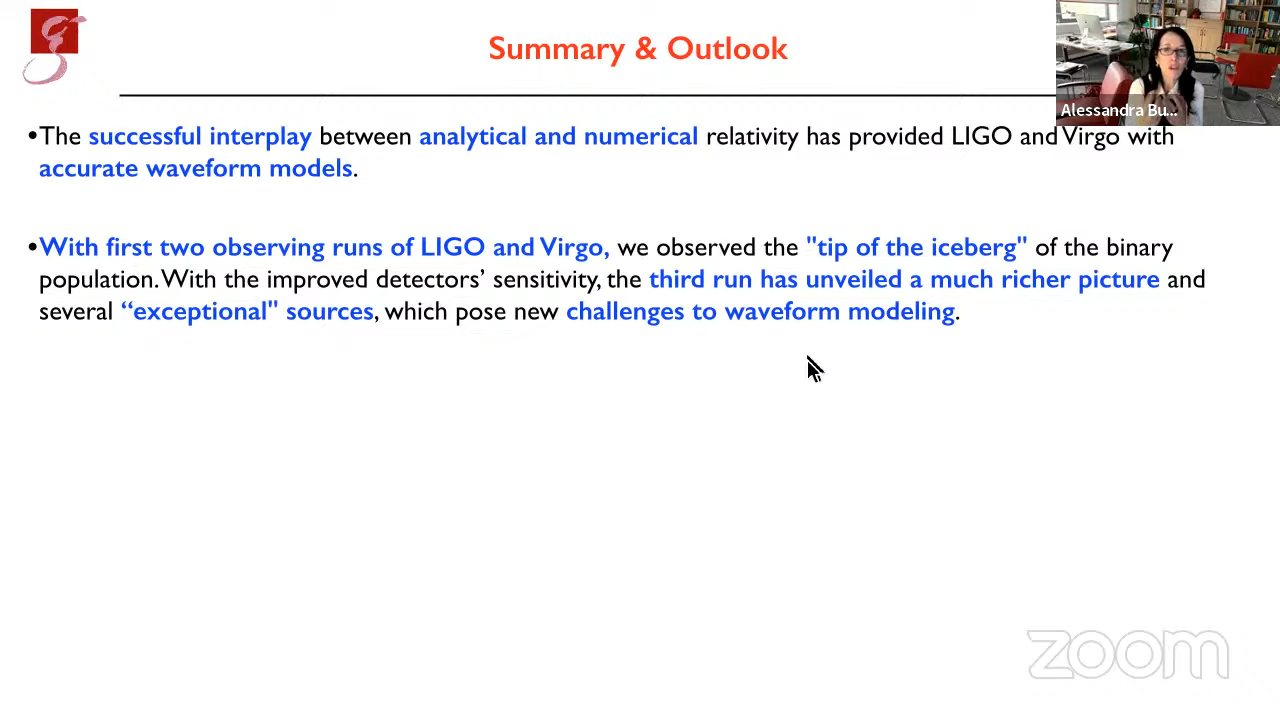 Summary & Outlook
Alessandra Bu...
•The successful interplay between analytical and numerical relativity has provided LIGO and Virgo with
accurate waveform models.
•With first two observing runs of LIGO and Virgo, we observed the "tip of the iceberg" of the binary
population. With the improved detectors’ sensitivity, the third run has unveiled a much richer picture and
several “exceptional" sources, which pose new challenges to waveform modeling.
zoom